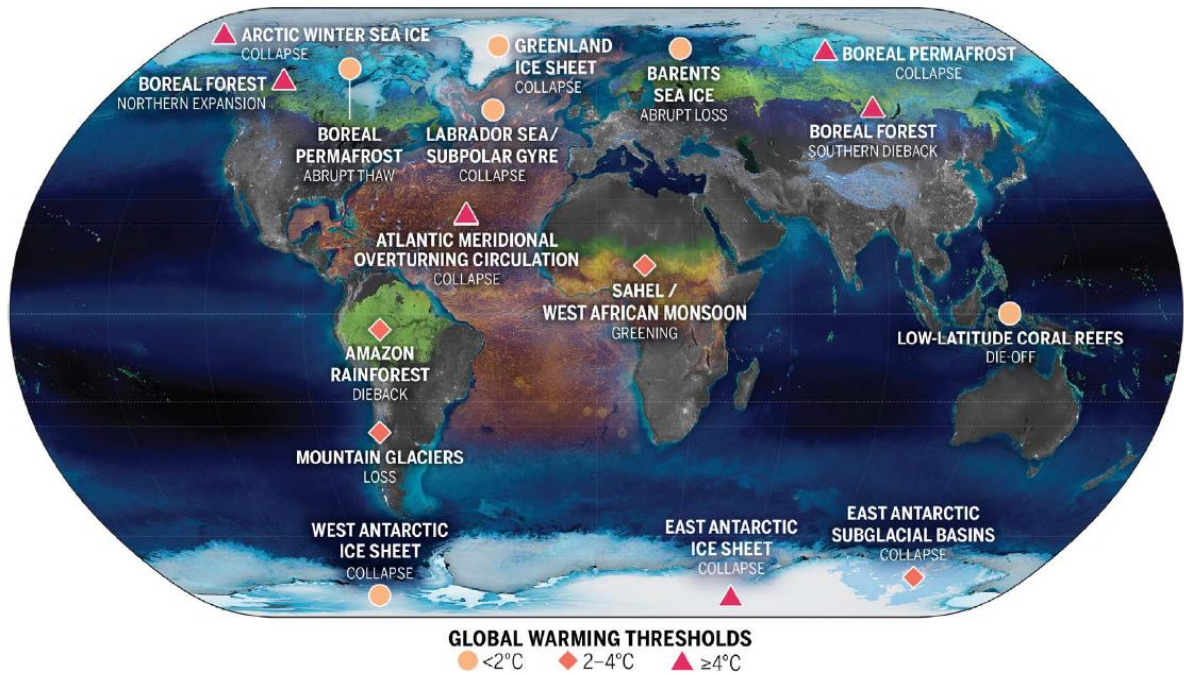 ARCTIC WINTER SEA ICE
COLLAPSE
BOREAL FOREST
NORTHERN EXPANSION
BOREAL
PERMAFROST
ABRUPT THAW
GREENLAND
ICE SHEET
COLLAPSE
LABRADOR SEA/
SUBPOLAR GYRE
COLLAPSE
BARENTS
SEA ICE
ABRUPT LOSS
BOREAL PERMAFROST
COLLAPSE
BOREAL FOREST
SOUTHERN DIEBACK
ATLANTIC MERIDIONAL
OVERTURNING CIRCULATION
COLLAPSE
SAHEL /
WEST AFRICAN MONSOON
GREENING
LOW-LATITUDE CORAL REEFS
DIE-OFF
AMAZON
RAINFOREST
DIEBACK
MOUNTAIN GLACIERS
LOSS
WEST ANTARCTIC
ICE SHEET
COLLAPSE
EAST ANTARCTIC
ICE SHEET
COLLAPSE
EAST ANTARCTIC
SUBGLACIAL BASINS
COLLAPSE
GLOBAL WARMING THRESHOLDS
<2°C 2–4°C ≥4°C